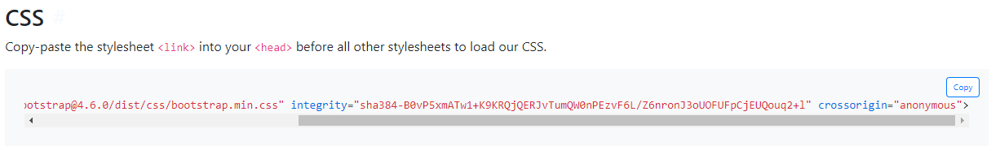 CSS #
Copy-paste the stylesheet <link> into your <head> before all other stylesheets to load our CSS.
Copy
ootstrap@4.6.0/dist/css/bootstrap.min.css" integrity="sha384-B0vP5xmATw1+K9KRQjQERJvTumQW0nPEzvF6L/Z6nronJ3oUOFUFpCjEUQouq2+l" crossorigin="anonymous">